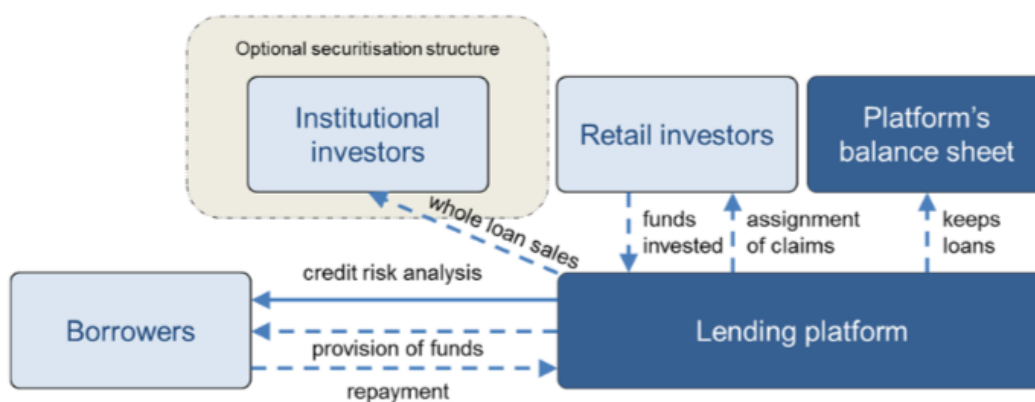 Optional securitisation structure
Institutional
investors
Retail investors
Platform's
balance sheet
whole loan sales
funds
invested
assignment
of claims
keeps
loans
credit risk analysis
Borrowers
Lending platform
provision of funds
repayment